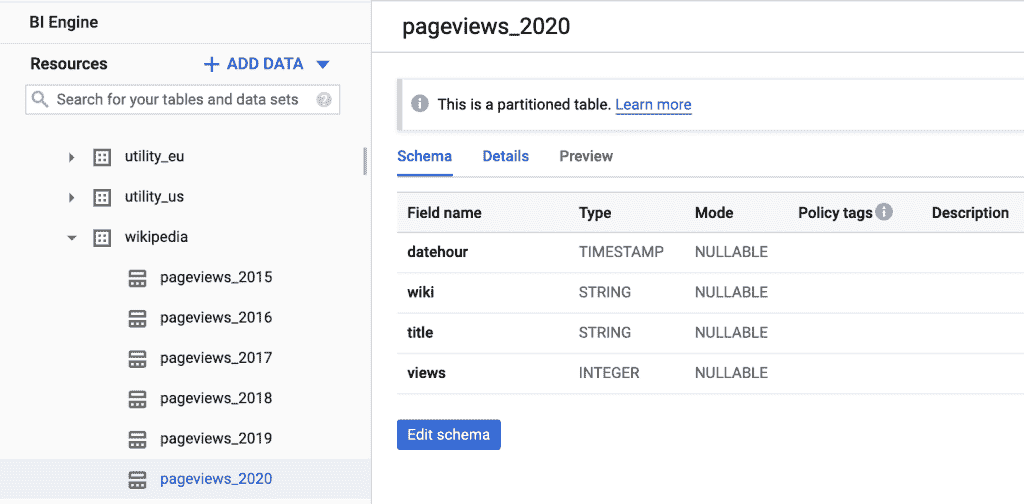 BI Engine
Resources
ADD DATA
Search for your tables and data sets
utility_eu
utility_us
wikipedia
pageviews_2015
pageviews_2016
pageviews_2017
pageviews_2018
pageviews_2019
pageviews_2020
pageviews_2020
This is a partitioned table. Learn more
Schema Details Preview
Field name Type Mode Policy tags Description
datehour TIMESTAMP NULLABLE
wiki STRING NULLABLE
title STRING NULLABLE
views INTEGER NULLABLE
Edit schema